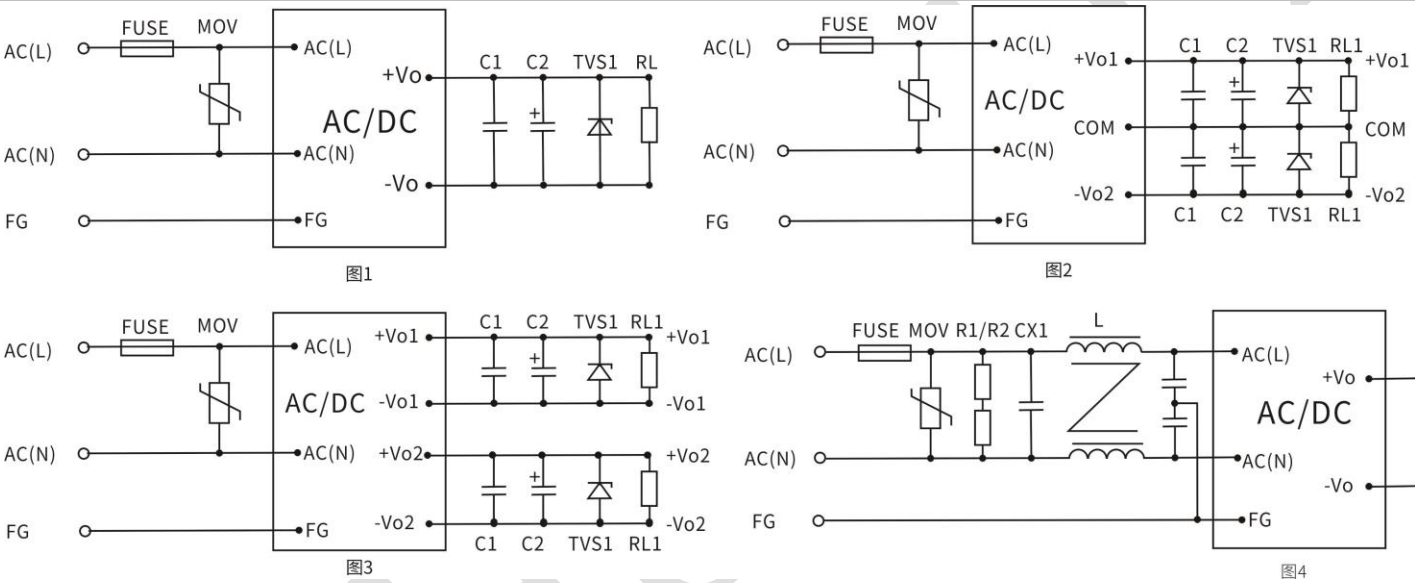 FUSE MOV
AC(L) AC(L)
+Vo C1 C2 TVS1 RL
+
AC/DC
AC(N) AC(N)
-Vo
FG FG
图1
FUSE MOV
AC(L) AC(L)
+Vo1 C1 C2 TVS1 RL1 +Vo1
+
AC/DC
COM COM
AC(N) AC(N)
+
-Vo2 -Vo2
C1 C2 TVS1 RL1
FG FG
图2
FUSE MOV
AC(L) AC(L)
+Vo1 C1 C2 TVS1 RL1 +Vo1
+
AC/DC
-Vo1 -Vo1
AC(N) AC(N)
+Vo2 +Vo2
+
-Vo2 -Vo2
C1 C2 TVS1 RL1
FG FG
图3
FUSE MOV R1/R2 CX1 L
AC(L) AC(L)
+Vo
AC/DC
AC(N) AC(N)
-Vo
FG FG
图4